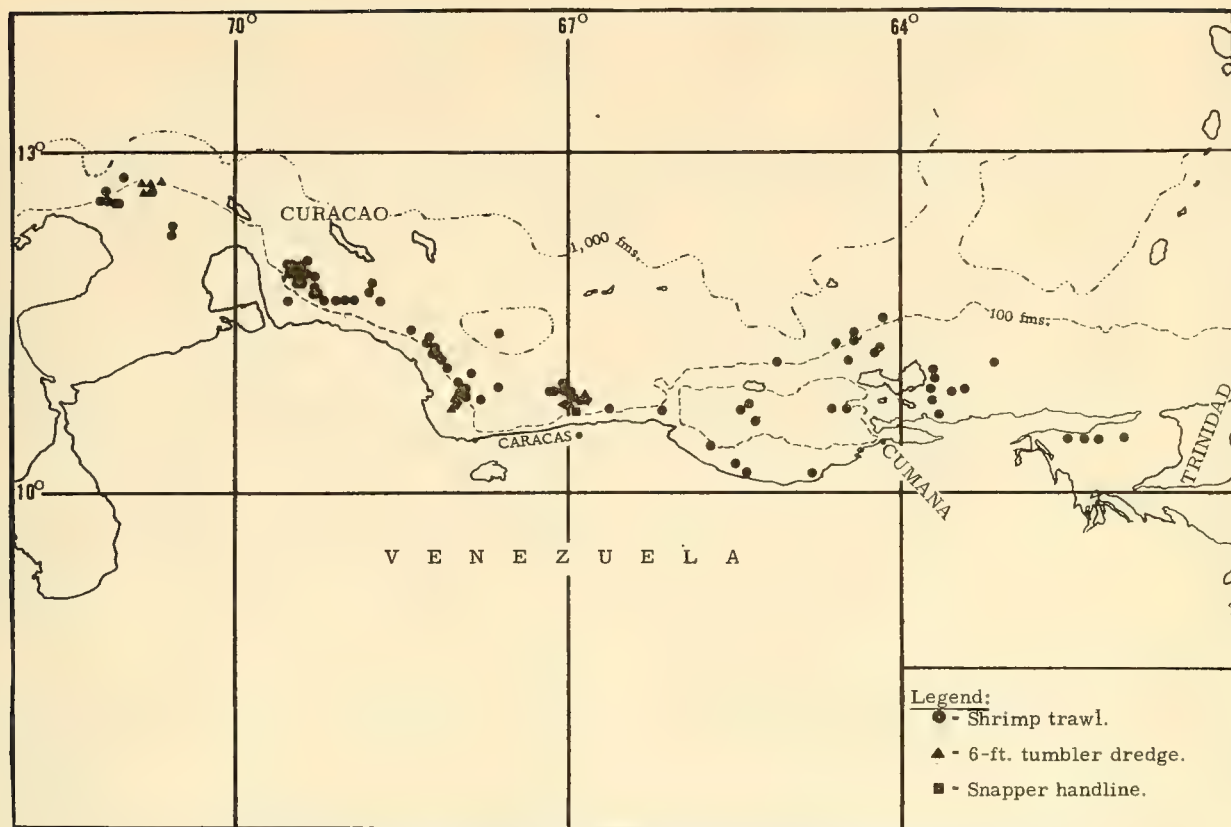 70° 67° 64°
13°
CURACAO
1,000 fms.
100 fms.
TRINIDAD
CARACAS
CUMANA
10°
VENEZUELA
Legend:
- Shrimp trawl.
- 6-ft. tumbler dredge.
- Snapper handline.